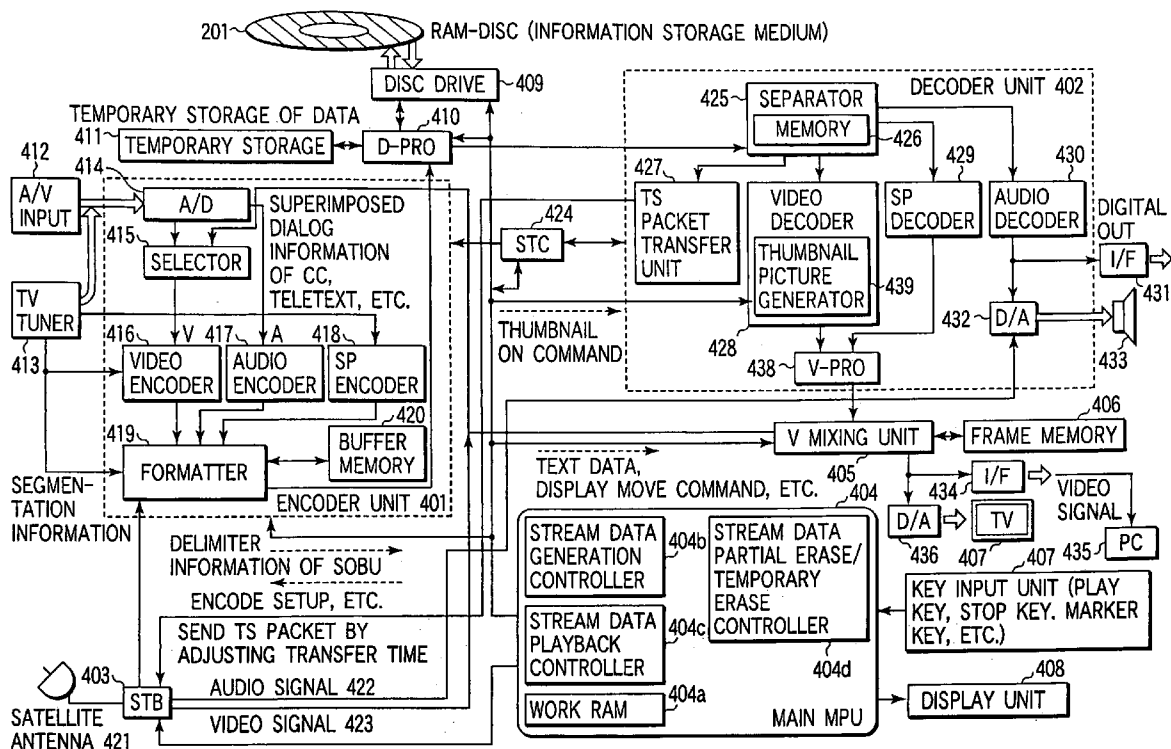 201
RAM-DISC (INFORMATION STORAGE MEDIUM)
DISC DRIVE
409
TEMPORARY STORAGE OF DATA
410
411
TEMPORARY STORAGE
D-PRO
DECODER UNIT 402
425
SEPARATOR
MEMORY
426
412
A/V
INPUT
414
A/D
415
SELECTOR
SUPERIMPOSED
DIALOG
INFORMATION
OF CC,
TELETEXT, ETC.
TV
TUNER
413
416
V
VIDEO
ENCODER
417
A
AUDIO
ENCODER
418
SP
ENCODER
419
FORMATTER
420
BUFFER
MEMORY
ENCODER UNIT 401
SEGMEN-
TATION
INFORMATION
424
STC
427
TS
PACKET
TRANSFER
UNIT
VIDEO
DECODER
THUMBNAIL
PICTURE
GENERATOR
439
428
429
SP
DECODER
430
AUDIO
DECODER
DIGITAL
OUT
I/F
431
432
D/A
433
THUMBNAIL
ON COMMAND
438
V-PRO
V MIXING UNIT
405
406
FRAME MEMORY
TEXT DATA,
DISPLAY MOVE COMMAND, ETC.
434
I/F
VIDEO
SIGNAL
D/A
436
TV
407
435
PC
DELIMITER
INFORMATION OF SOBU
ENCODE SETUP, ETC.
SEND TS PACKET BY
ADJUSTING TRANSFER TIME
403
STB
AUDIO SIGNAL 422
VIDEO SIGNAL 423
SATELLITE
ANTENNA 421
404
STREAM DATA
GENERATION
CONTROLLER
404b
STREAM DATA
PLAYBACK
CONTROLLER
404c
WORK RAM
404a
STREAM DATA
PARTIAL ERASE/
TEMPORARY
ERASE
CONTROLLER
404d
MAIN MPU
407
KEY INPUT UNIT (PLAY
KEY, STOP KEY. MARKER
KEY, ETC.)
408
DISPLAY UNIT